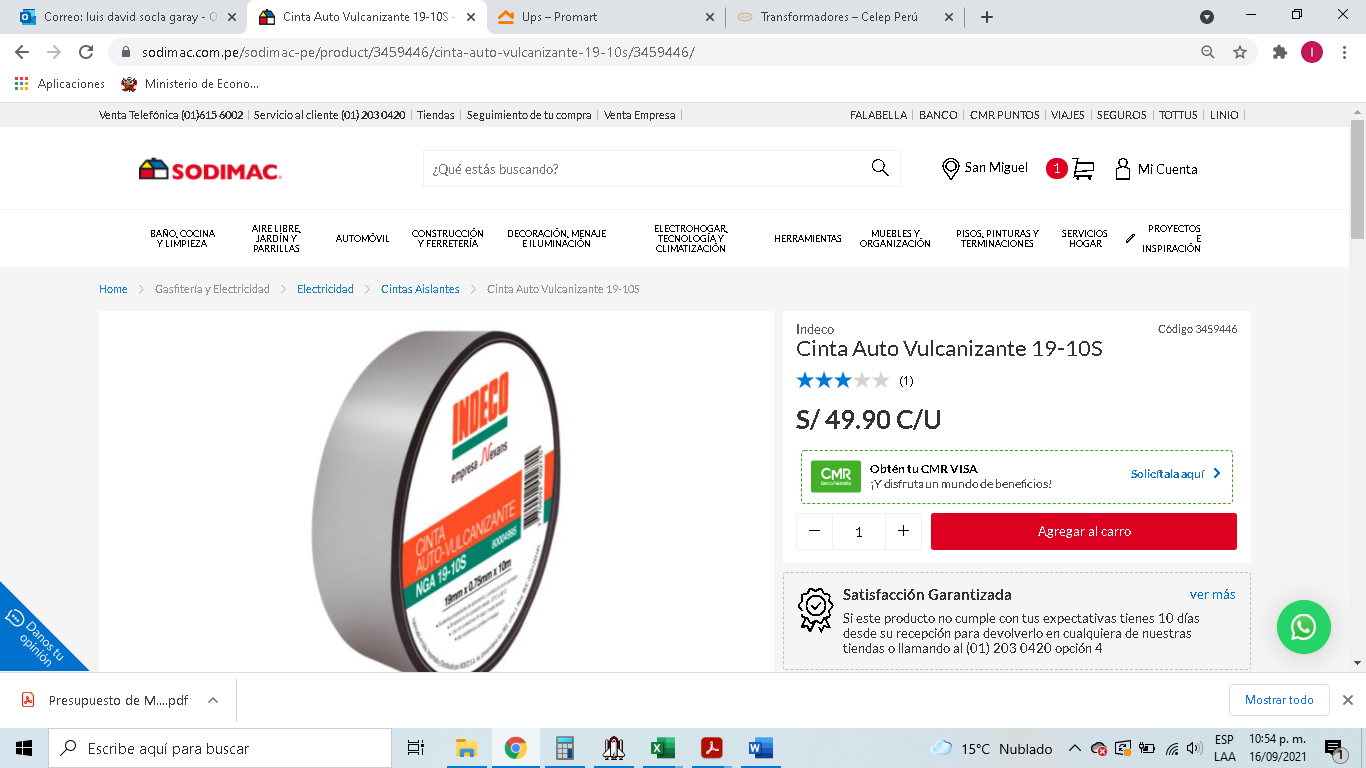 Correo: luis david socla garay - O
Cinta Auto Vulcanizante 19-10S -
Ups – Promart
Transformadores – Celep Perú
sodimac.com.pe/sodimac-pe/product/3459446/cinta-auto-vulcanizante-19-10s/3459446/
I
Aplicaciones
Ministerio de Econo...
Venta Telefónica (01)615 6002
Servicio al cliente (01) 203 0420
Tiendas
Seguimiento de tu compra
Venta Empresa
FALABELLA
BANCO
CMR PUNTOS
VIAJES
SEGUROS
TOTTUS
LINIO
SODIMAC
¿Qué estás buscando?
San Miguel
1
Mi Cuenta
BAÑO, COCINA
Y LIMPIEZA
AIRE LIBRE,
JARDÍN Y
PARRILLAS
AUTOMÓVIL
CONSTRUCCIÓN
Y FERRETERÍA
DECORACIÓN, MENAJE
E ILUMINACIÓN
ELECTROHOGAR,
TECNOLOGÍA Y
CLIMATIZACIÓN
HERRAMIENTAS
MUEBLES Y
ORGANIZACIÓN
PISOS, PINTURAS Y
TERMINACIONES
SERVICIOS
HOGAR
PROYECTOS
E
INSPIRACIÓN
Home
Gasfitería y Electricidad
Electricidad
Cintas Aislantes
Cinta Auto Vulcanizante 19-10S
INDECO
empresa Nexans
CINTA
AUTO-VULCANIZANTE
NGA 19-10S
80004995
19mm x 0.75mm x 10m
Indeco
Código 3459446
Cinta Auto Vulcanizante 19-10S
(1)
S/ 49.90 C/U
CMR
Banco Falabella
Obtén tu CMR VISA
¡Y disfruta un mundo de beneficios!
Solicítala aquí
1
Agregar al carro
Satisfacción Garantizada
ver más
Si este producto no cumple con tus expectativas tienes 10 días
desde su recepción para devolverlo en cualquiera de nuestras
tiendas o llamando al (01) 203 0420 opción 4
Danos tu
opinión
Presupuesto de M....pdf
Mostrar todo
Escribe aquí para buscar
15°C Nublado
ESP
LAA
10:54 p. m.
16/09/2021
1